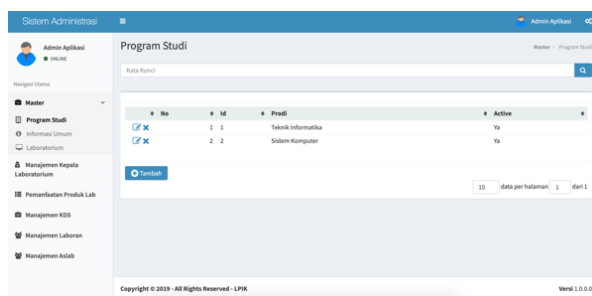 Sistem Administrasi
Admin Aplikasi
Admin Aplikasi
ONLINE
Navigasi Utama
Master
Program Studi
Informasi Umum
Laboratorium
Manajemen Kepala
Laboratorium
Pemanfaatan Produk Lab
Manajemen KDS
Manajemen Laboran
Manajemen Aslab
Program Studi
Master > Program Studi
Kata Kunci
No Id Prodi Active
1 1 Teknik Informatika Ya
2 2 Sistem Komputer Ya
Tambah
10 data per halaman 1 dari 1
Copyright © 2019 - All Rights Reserved - LPIK
Versi 1.0.0.0